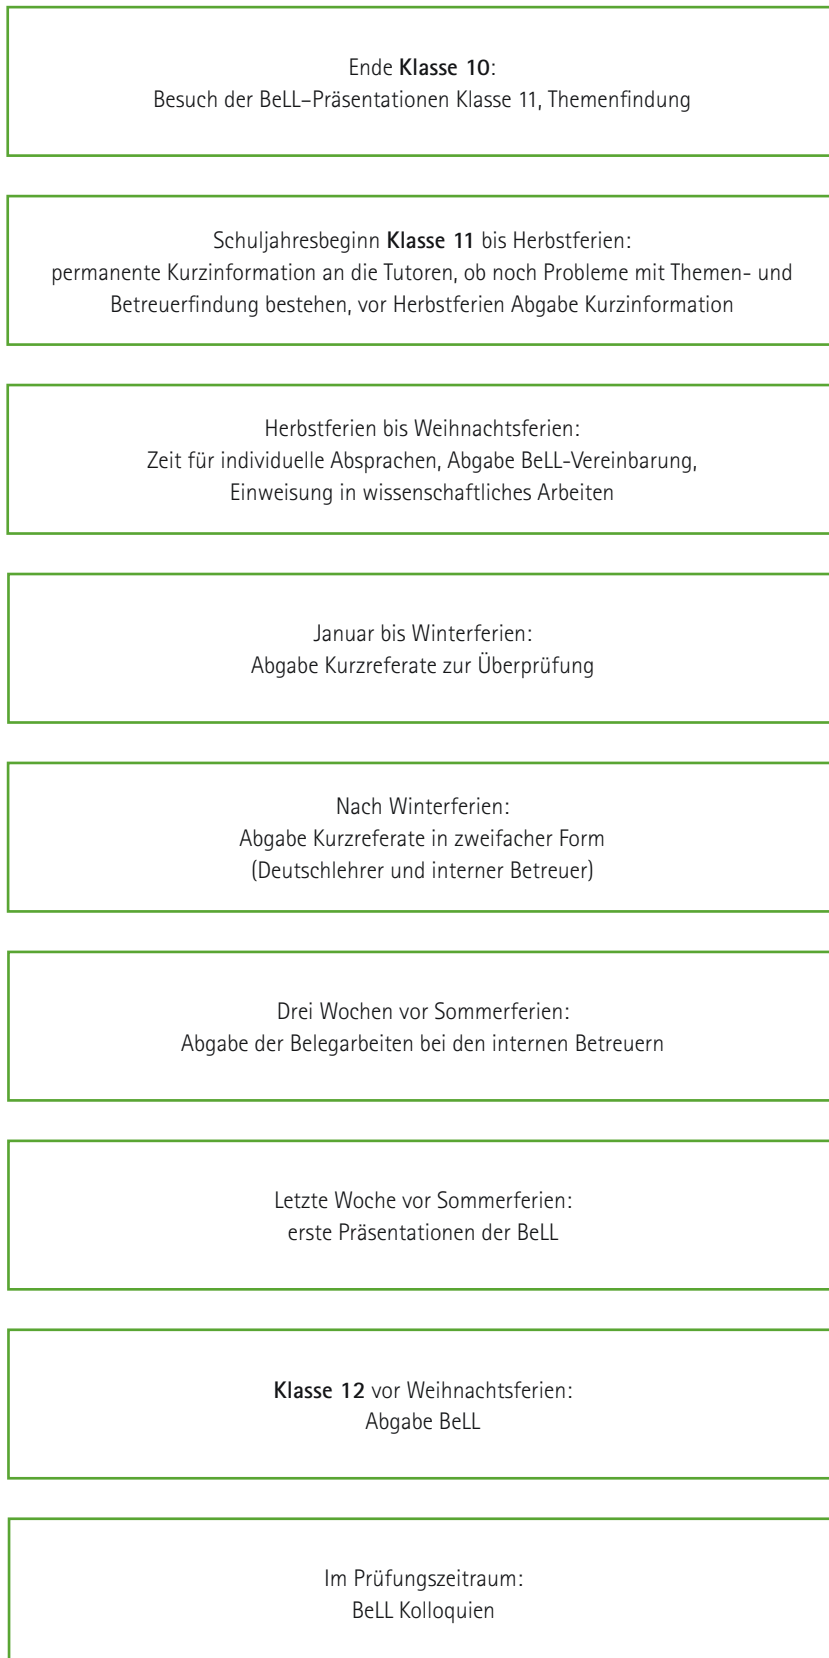 Ende Klasse 10:
Besuch der BeLL–Präsentationen Klasse 11, Themenfindung
Schuljahresbeginn Klasse 11 bis Herbstferien:
permanente Kurzinformation an die Tutoren, ob noch Probleme mit Themen- und
Betreuerfindung bestehen, vor Herbstferien Abgabe Kurzinformation
Herbstferien bis Weihnachtsferien:
Zeit für individuelle Absprachen, Abgabe BeLL-Vereinbarung,
Einweisung in wissenschaftliches Arbeiten
Januar bis Winterferien:
Abgabe Kurzreferate zur Überprüfung
Nach Winterferien:
Abgabe Kurzreferate in zweifacher Form
(Deutschlehrer und interner Betreuer)
Drei Wochen vor Sommerferien:
Abgabe der Belegarbeiten bei den internen Betreuern
Letzte Woche vor Sommerferien:
erste Präsentationen der BeLL
Klasse 12 vor Weihnachtsferien:
Abgabe BeLL
Im Prüfungszeitraum:
BeLL Kolloquien